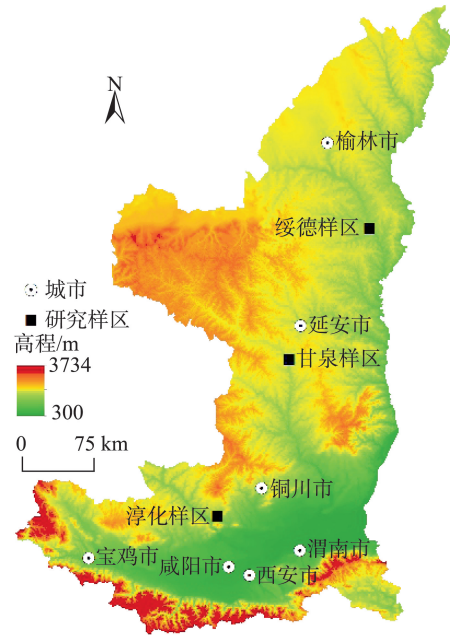 N
榆林市
绥德样区
城市
研究样区
延安市
高程/m
甘泉样区
3734
300
0 75 km
铜川市
淳化样区
渭南市
宝鸡市
咸阳市
西安市